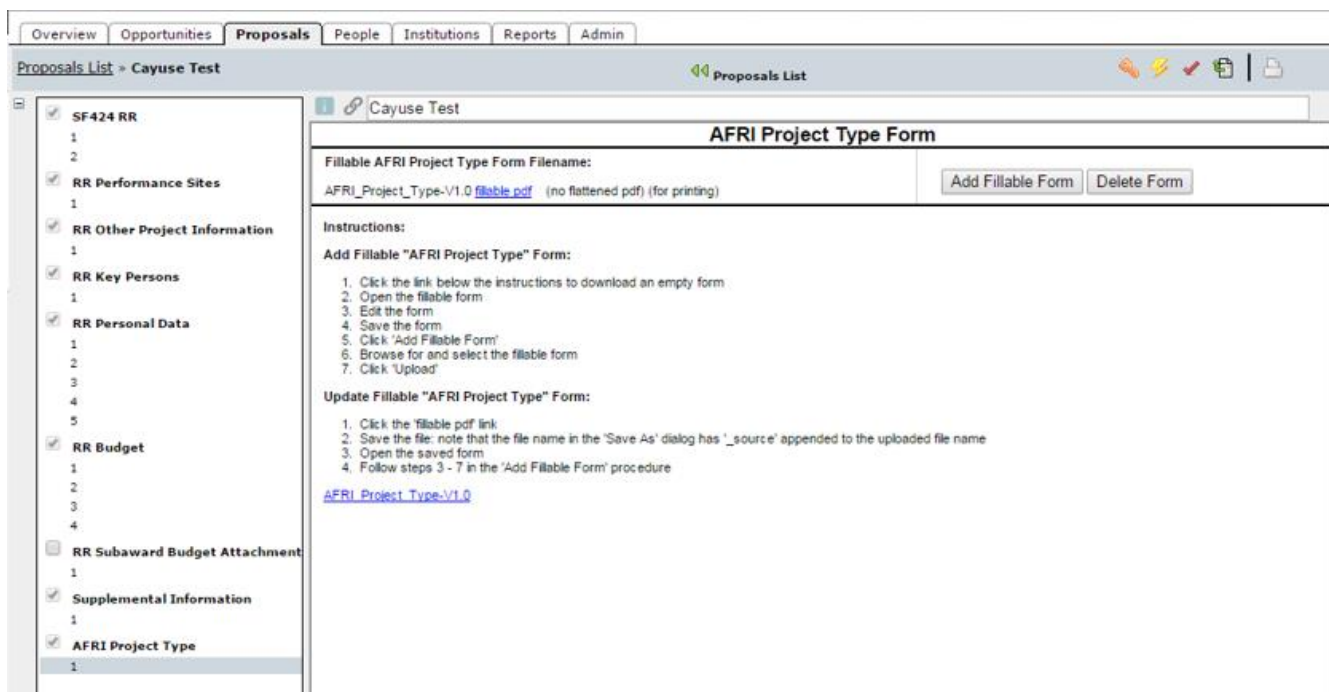 Overview Opportunities Proposals People Institutions Reports Admin
Proposals List » Cayuse Test
Proposals List
SF424 RR
1
2
RR Performance Sites
1
RR Other Project Information
1
RR Key Persons
1
RR Personal Data
1
2
3
4
5
RR Budget
1
2
3
4
RR Subaward Budget Attachment
1
Supplemental Information
1
AFRI Project Type
1
Cayuse Test
AFRI Project Type Form
Fillable AFRI Project Type Form Filename:
AFRI_Project_Type-V1.0 fillable pdf (no flattened pdf) (for printing)
Add Fillable Form Delete Form
Instructions:
Add Fillable "AFRI Project Type" Form:
1. Click the link below the instructions to download an empty form
2. Open the fillable form
3. Edit the form
4. Save the form
5. Click 'Add Fillable Form'
6. Browse for and select the fillable form
7. Click 'Upload'
Update Fillable "AFRI Project Type" Form:
1. Click the 'fillable pdf' link
2. Save the file: note that the file name in the 'Save As' dialog has '_source' appended to the uploaded file name
3. Open the saved form
4. Follow steps 3 - 7 in the 'Add Fillable Form' procedure
AFRI_Project_Type-V1.0